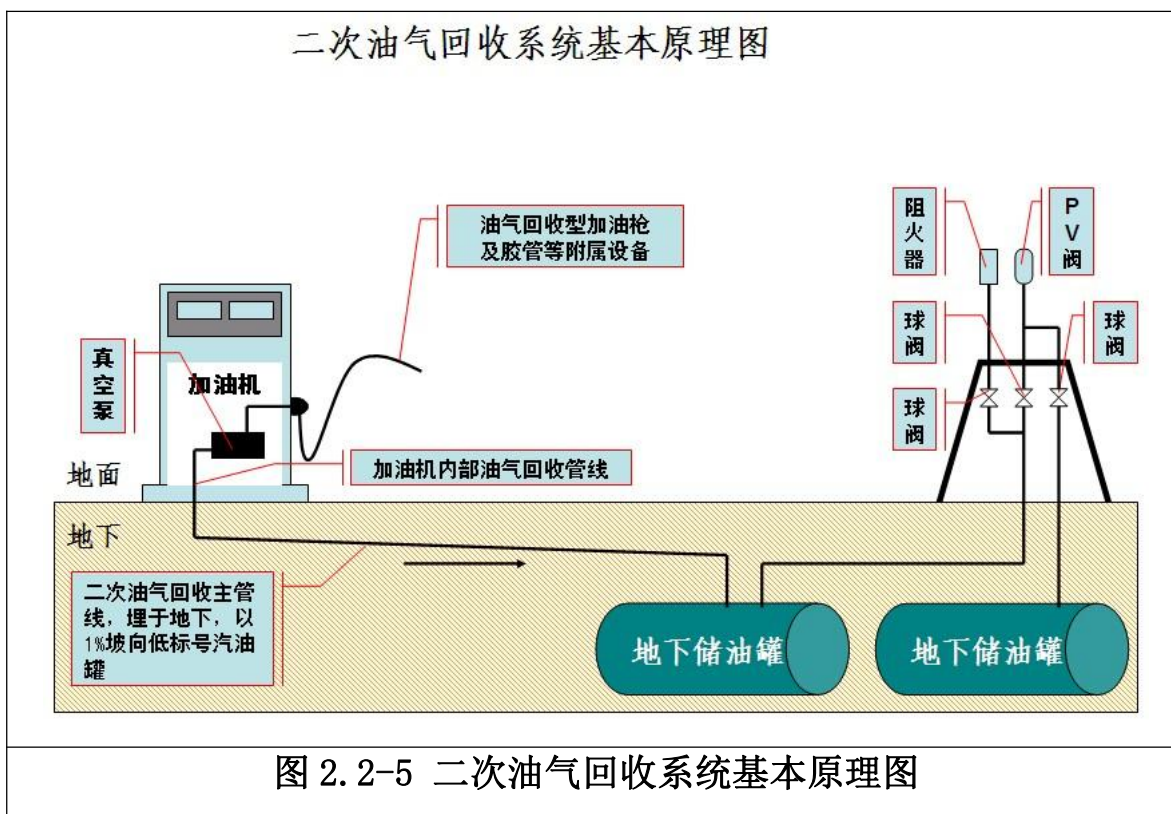 二次油气回收系统基本原理图
油气回收型加油枪
及胶管等附属设备
阻
火
器
P
V
阀
球
阀
球
阀
球
阀
真
空
泵
加油机
加油机内部油气回收管线
地面
地下
二次油气回收主管
线，埋于地下，以
1%坡向低标号汽油
罐
地下储油罐
地下储油罐
图 2.2-5 二次油气回收系统基本原理图